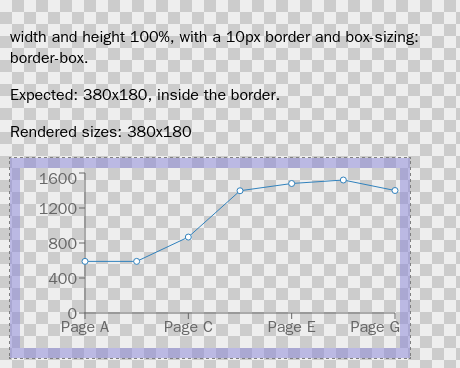 width and height 100%, with a 10px border and box-sizing:
border-box.
Expected: 380x180, inside the border.
Rendered sizes: 380x180
1600
1200
800
400
0
Page A Page C Page E Page G